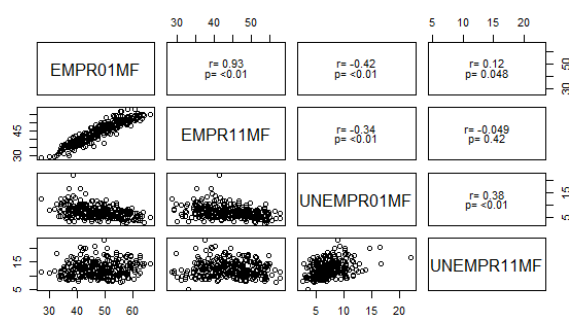 30 40 50
5 10 15 20
EMPR01MF
r= 0.93
p= <0.01
r= -0.42
p= <0.01
r= 0.12
p= 0.048
30 50
30 45
EMPR11MF
r= -0.34
p= <0.01
r= -0.049
p= 0.42
UNEMPR01MF
r= 0.38
p= <0.01
5 15
5 15
UNEMPR11MF
30 40 50 60
30 40 50
5 10 15 20